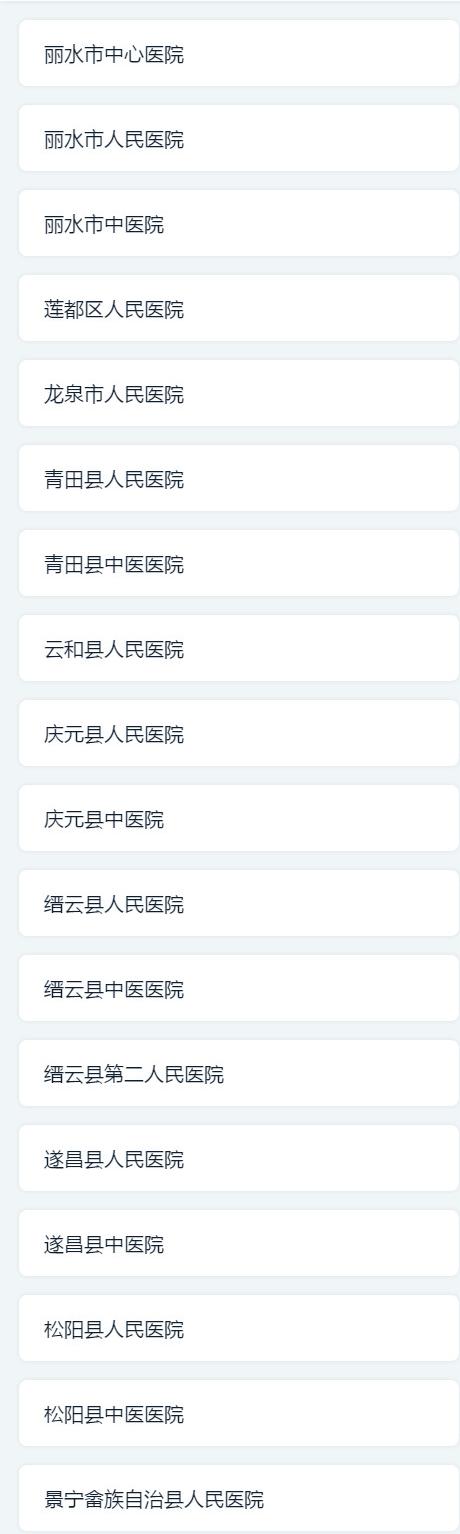 丽水市中心医院
丽水市人民医院
丽水市中医院
莲都区人民医院
龙泉市人民医院
青田县人民医院
青田县中医医院
云和县人民医院
庆元县人民医院
庆元县中医院
缙云县人民医院
缙云县中医医院
缙云县第二人民医院
遂昌县人民医院
遂昌县中医院
松阳县人民医院
松阳县中医医院
景宁畲族自治县人民医院